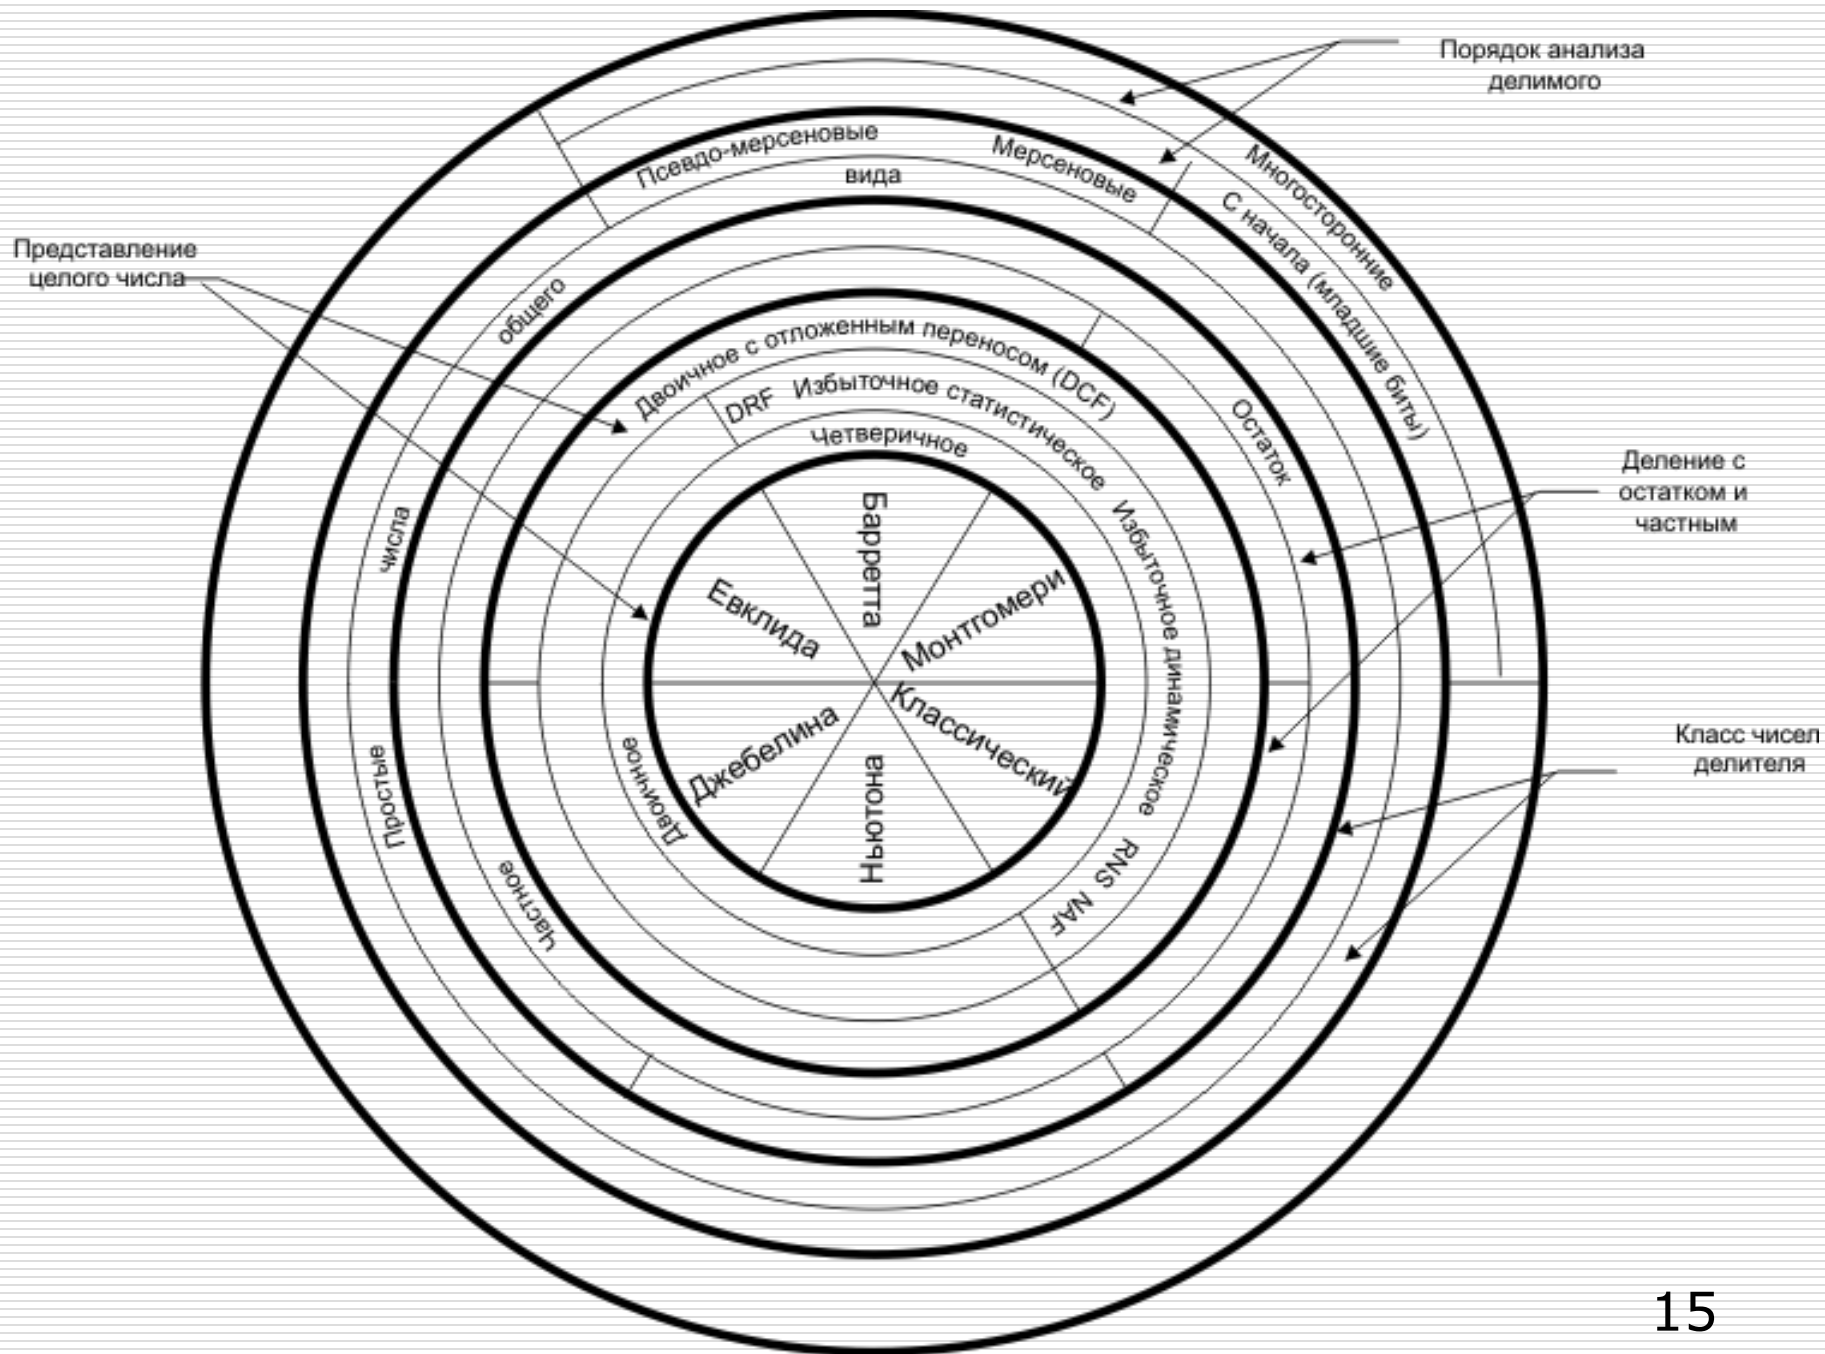 Порядок анализа
делимого
Многосторонние
С начала (младшие биты)
Псевдо-мерсеновые
Мерсеновые
вида
общего
числа
Простые
Представление
целого числа
Двоичное с отложенным переносом (DCF)
DRF Избыточное статистическое Избыточное динамическое RNS NAF
Четверичное
Двоичное
Остаток
Частное
Барретта
Евклида
Монтгомери
Джебелина
Классический
Ньютона
Деление с
остатком и
частным
Класс чисел
делителя
15